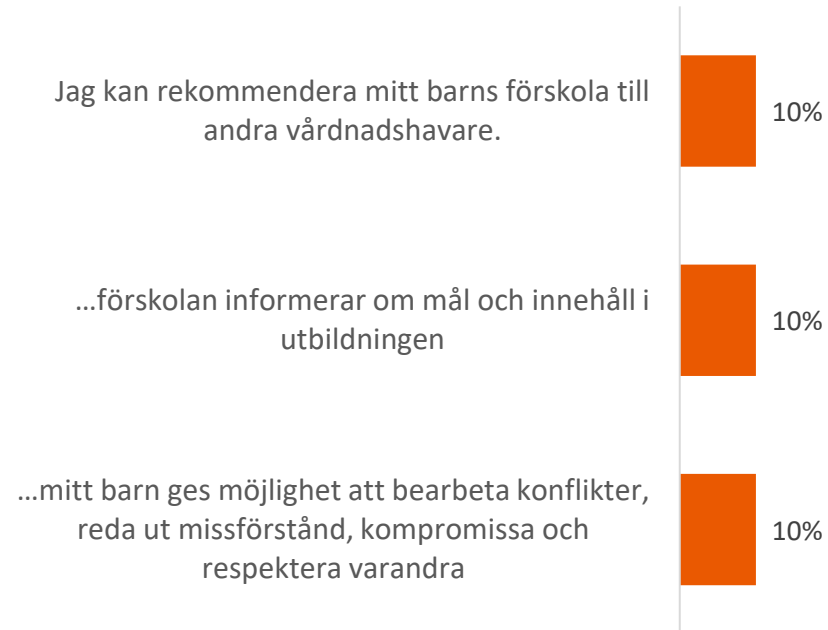 Jag kan rekommendera mitt barns förskola till
andra vårdnadshavare.
10%
...förskolan informerar om mål och innehåll i
utbildningen
10%
...mitt barn ges möjlighet att bearbeta konflikter,
reda ut missförstånd, kompromissa och
respektera varandra
10%